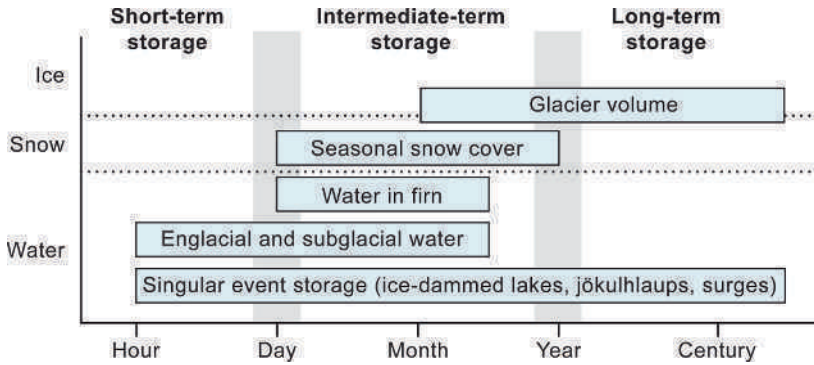 Short-term
storage
Intermediate-term
storage
Long-term
storage
Ice
Glacier volume
Snow
Seasonal snow cover
Water in firn
Water
Englacial and subglacial water
Singular event storage (ice-dammed lakes, jökulhlaups, surges)
Hour
Day
Month
Year
Century